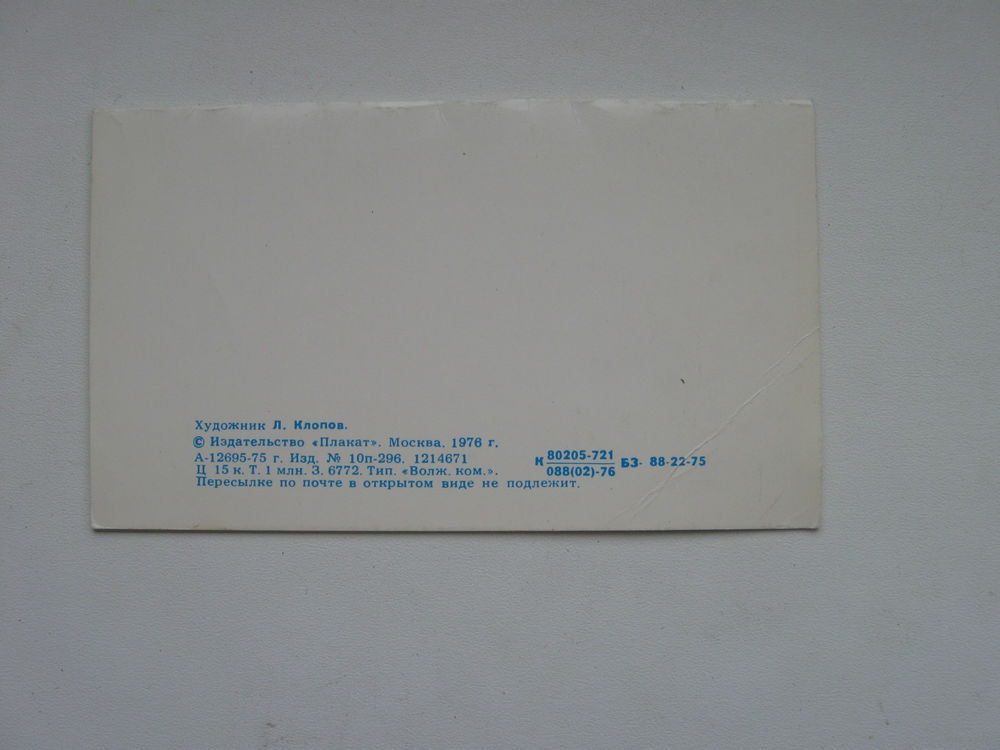 Художник Л. Клопов.
© Издательство «Плакат». Москва. 1976 г.
А-12695-75 г. Изд. № 10п-296. 1214671
Ц 15 к. Т. 1 млн. З. 6772. Тип. «Волж. ком.».
Пересылке по почте в открытом виде не подлежит.
К 80205-721 БЗ- 88-22-75
088(02)-76